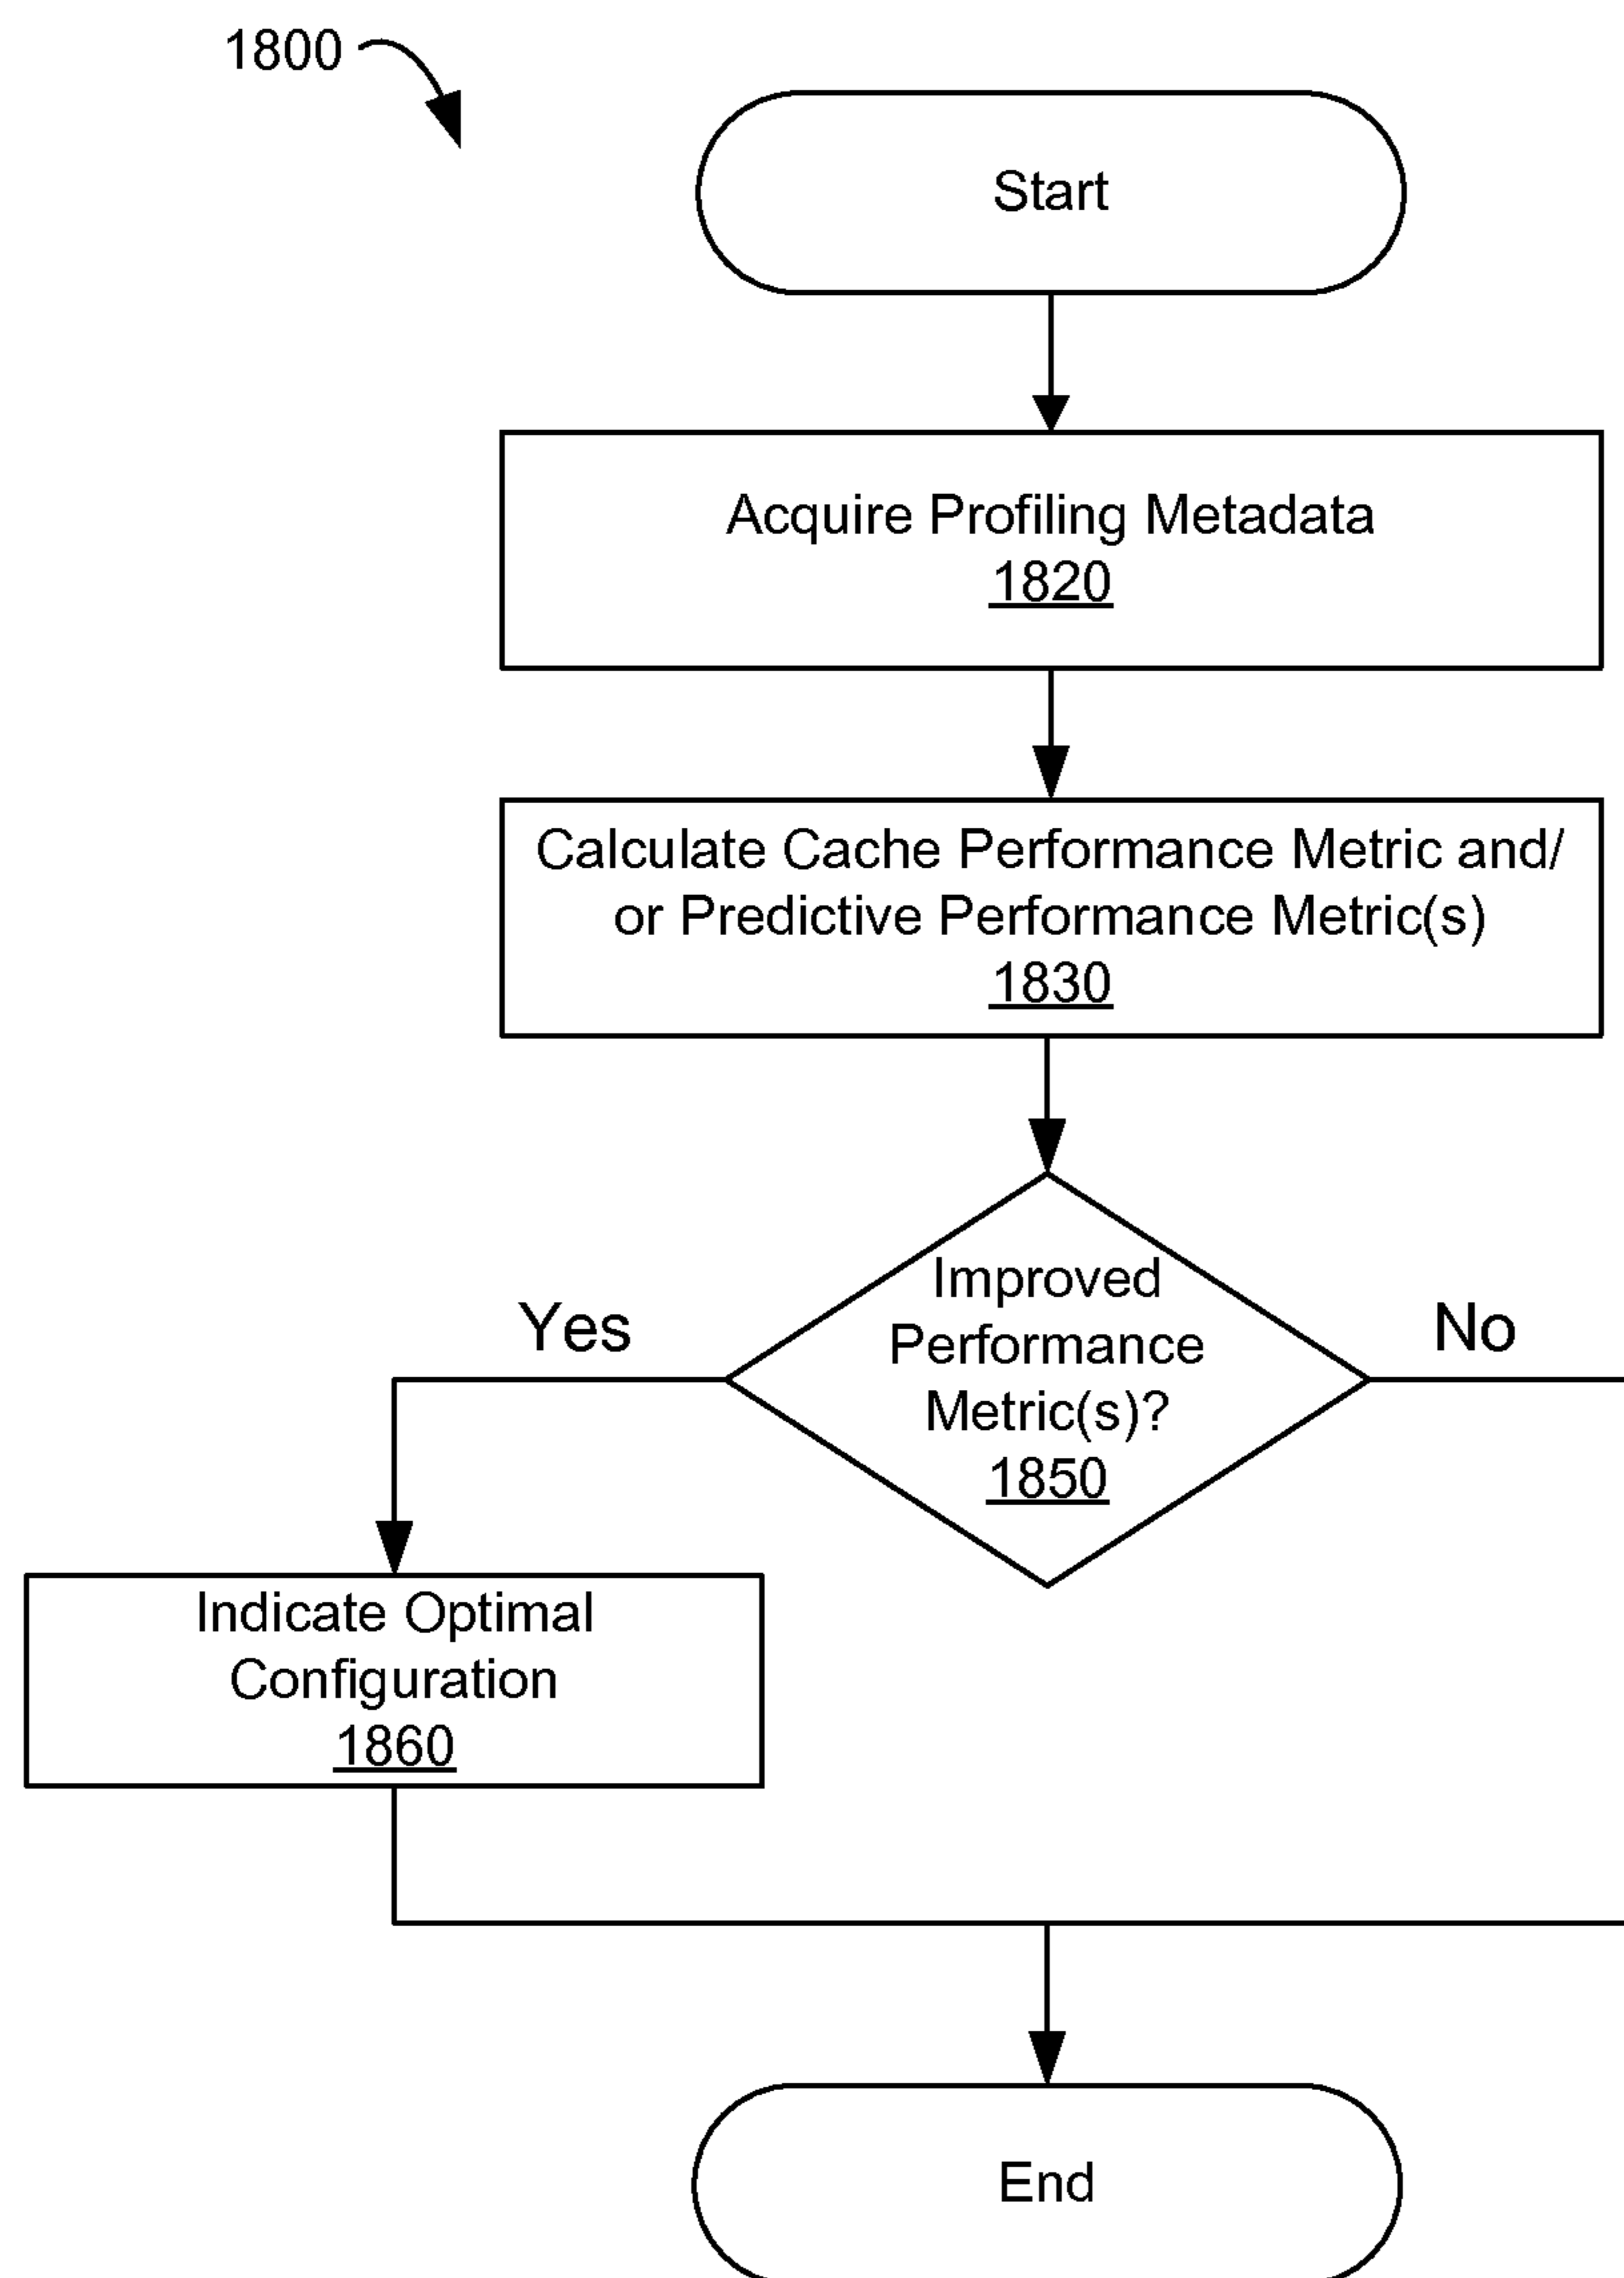 1800
Start
Acquire Profiling Metadata
1820
Calculate Cache Performance Metric and/
or Predictive Performance Metric(s)
1830
Improved
Performance
Metric(s)?
1850
Yes
No
Indicate Optimal
Configuration
1860
End